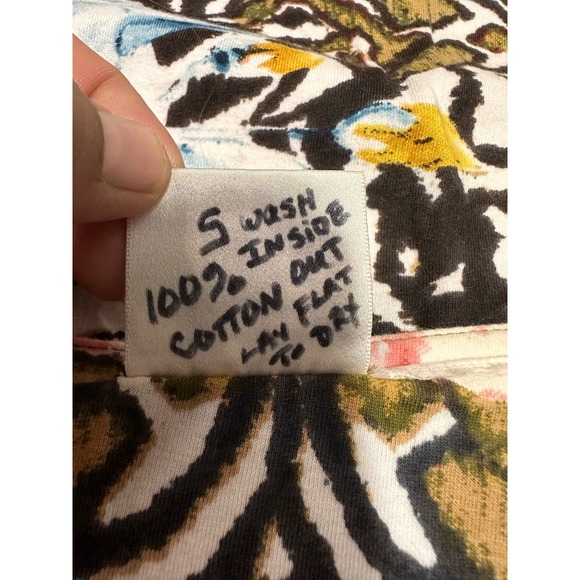 S WASH
100% INSIDE
COTTON OUT
LAY FLAT
TO DRY